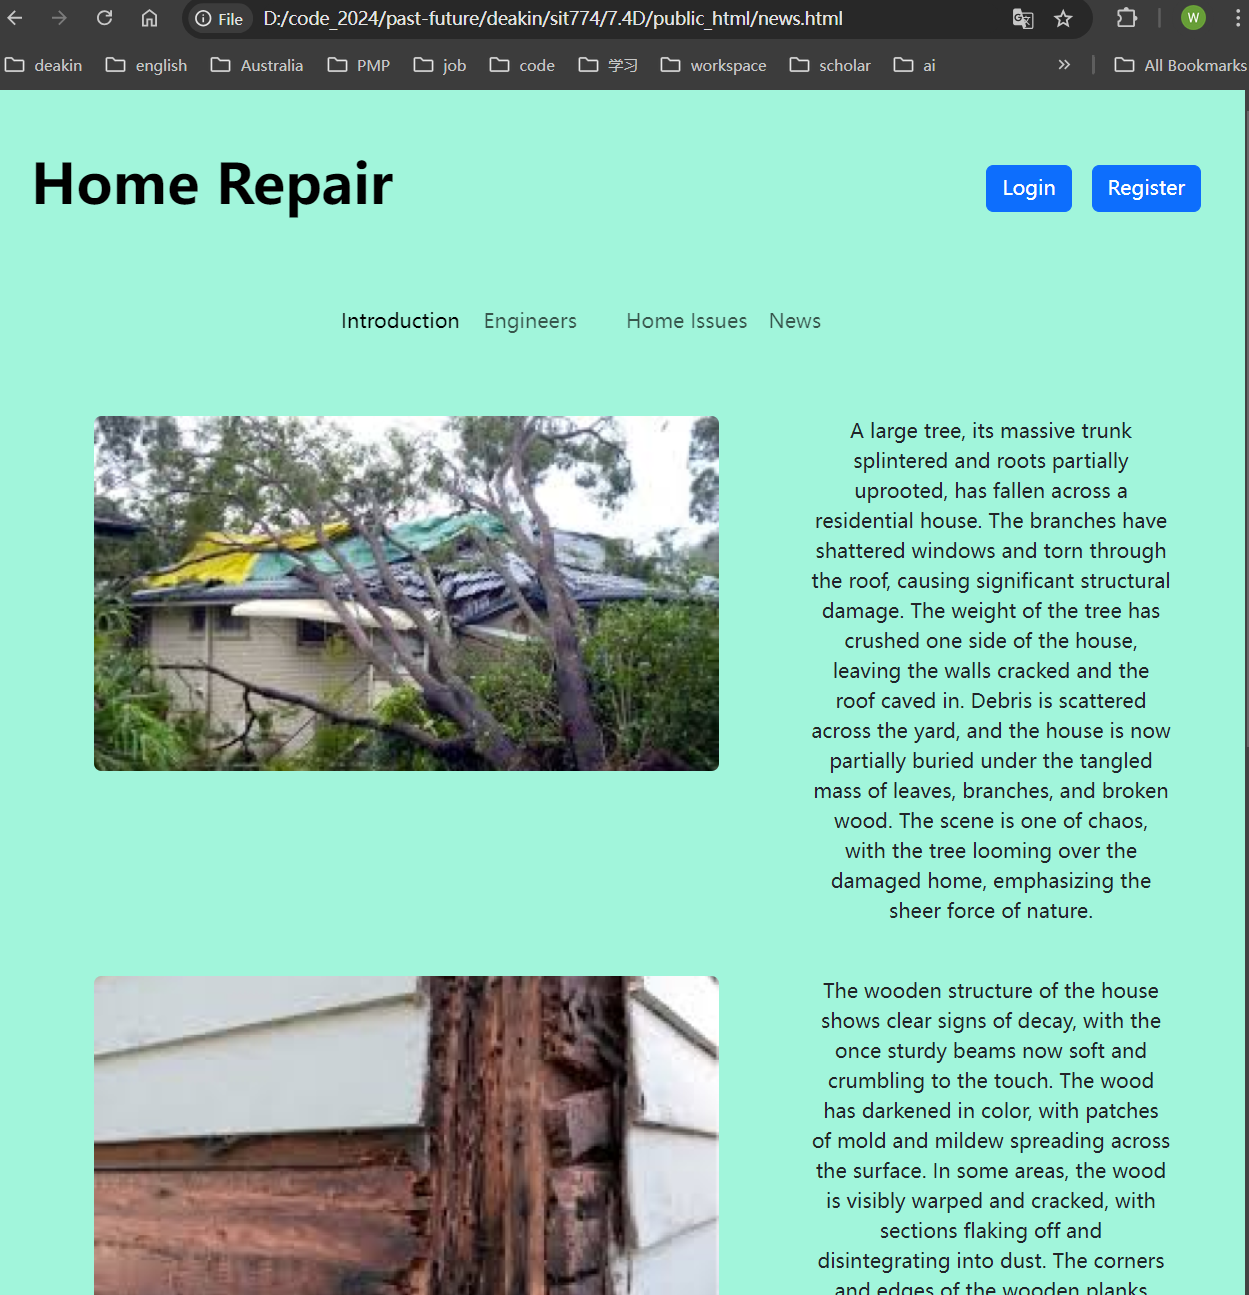 File D:/code_2024/past-future/deakin/sit774/7.4D/public_html/news.html W
deakin english Australia PMP job code 学习 workspace scholar ai » All Bookmarks
Home Repair
Login Register
Introduction Engineers Home Issues News
A large tree, its massive trunk
splintered and roots partially
uprooted, has fallen across a
residential house. The branches have
shattered windows and torn through
the roof, causing significant structural
damage. The weight of the tree has
crushed one side of the house,
leaving the walls cracked and the
roof caved in. Debris is scattered
across the yard, and the house is now
partially buried under the tangled
mass of leaves, branches, and broken
wood. The scene is one of chaos,
with the tree looming over the
damaged home, emphasizing the
sheer force of nature.
The wooden structure of the house
shows clear signs of decay, with the
once sturdy beams now soft and
crumbling to the touch. The wood
has darkened in color, with patches
of mold and mildew spreading across
the surface. In some areas, the wood
is visibly warped and cracked, with
sections flaking off and
disintegrating into dust. The corners
and edges of the wooden planks